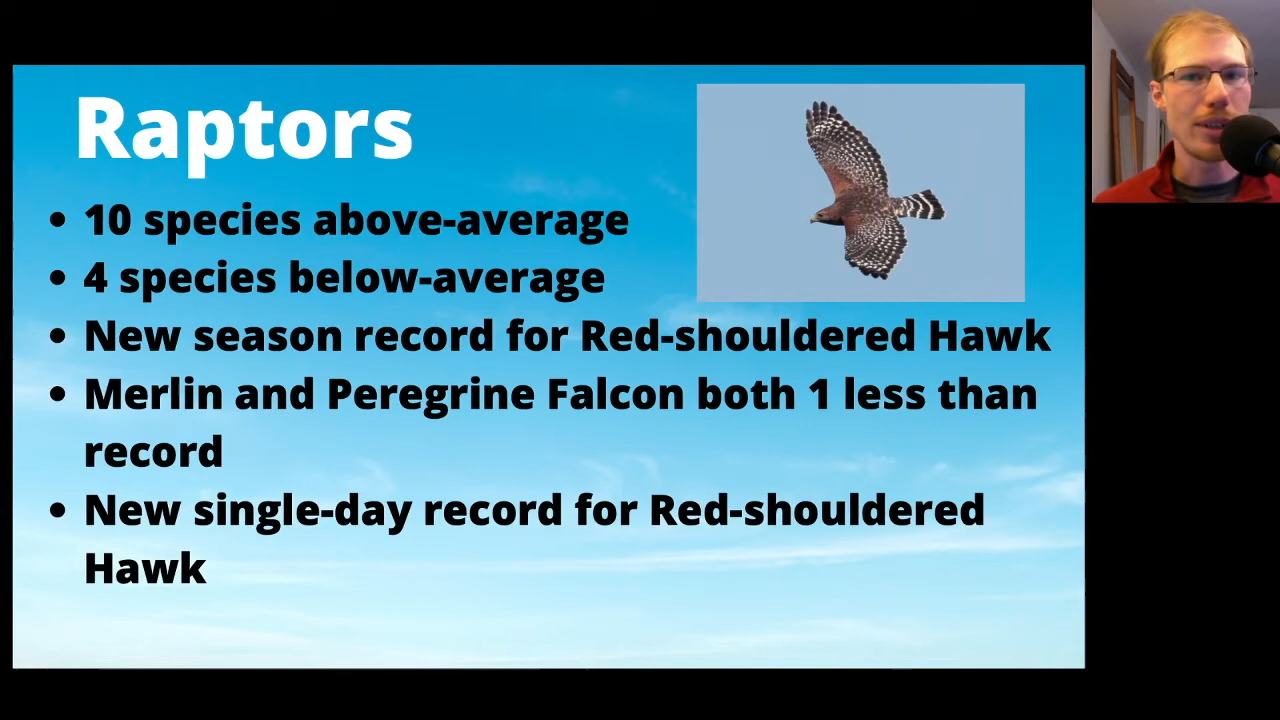 Raptors
• 10 species above-average
• 4 species below-average
• New season record for Red-shouldered Hawk
• Merlin and Peregrine Falcon both 1 less than
record
• New single-day record for Red-shouldered
Hawk